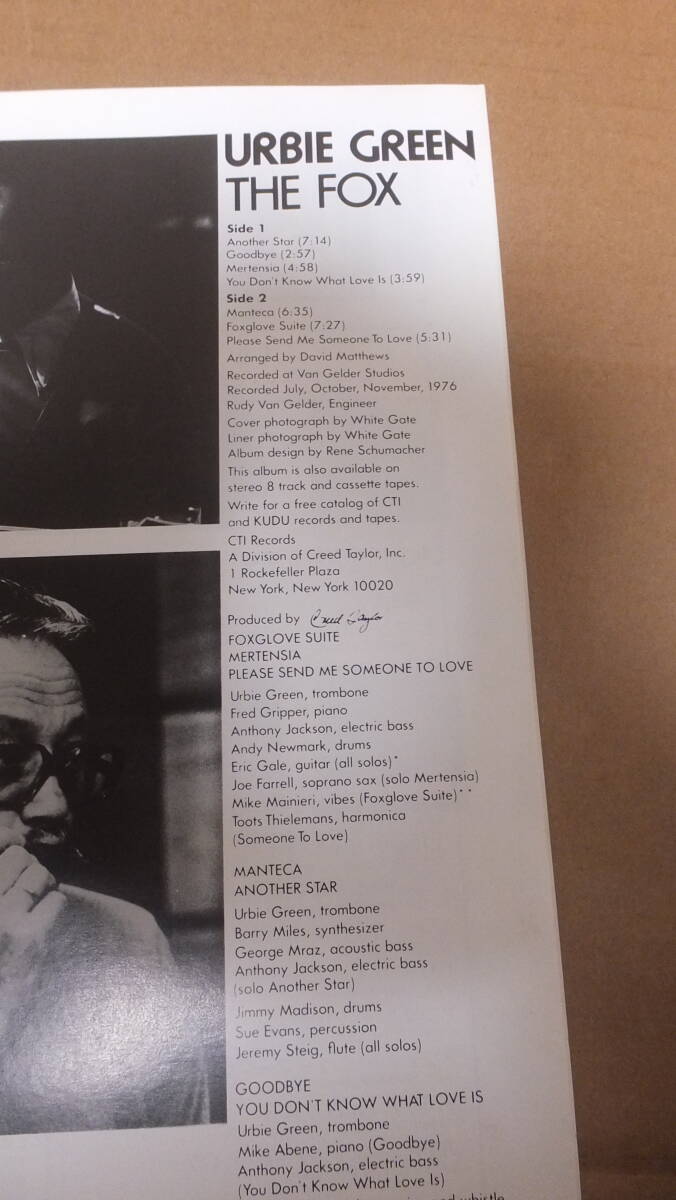 URBIE GREEN
THE FOX
Side 1
Another Star (7:14)
Goodbye (2:57)
Mertensia (4:58)
You Don't Know What Love Is (3:59)
Side 2
Manteca (6:35)
Foxglove Suite (7:27)
Please Send Me Someone To Love (5:31)
Arranged by David Matthews
Recorded at Van Gelder Studios
Recorded July, October, November, 1976
Rudy Van Gelder, Engineer
Cover photograph by White Gate
Liner photograph by White Gate
Album design by Rene Schumacher
This album is also available on
stereo 8 track and cassette tapes.
Write for a free catalog of CTI
and KUDU records and tapes.
CTI Records
A Division of Creed Taylor, Inc.
1 Rockefeller Plaza
New York, New York 10020
Produced by Creed Taylor
FOXGLOVE SUITE
MERTENSIA
PLEASE SEND ME SOMEONE TO LOVE
Urbie Green, trombone
Fred Gripper, piano
Anthony Jackson, electric bass
Andy Newmark, drums
Eric Gale, guitar (all solos)*
Joe Farrell, soprano sax (solo Mertensia)
Mike Mainieri, vibes (Foxglove Suite)**
Toots Thielemans, harmonica
(Someone To Love)
MANTECA
ANOTHER STAR
Urbie Green, trombone
Barry Miles, synthesizer
George Mraz, acoustic bass
Anthony Jackson, electric bass
(solo Another Star)
Jimmy Madison, drums
Sue Evans, percussion
Jeremy Steig, flute (all solos)
GOODBYE
YOU DON'T KNOW WHAT LOVE IS
Urbie Green, trombone
Mike Abene, piano (Goodbye)
Anthony Jackson, electric bass
(You Don't Know What Love Is)
and whistle